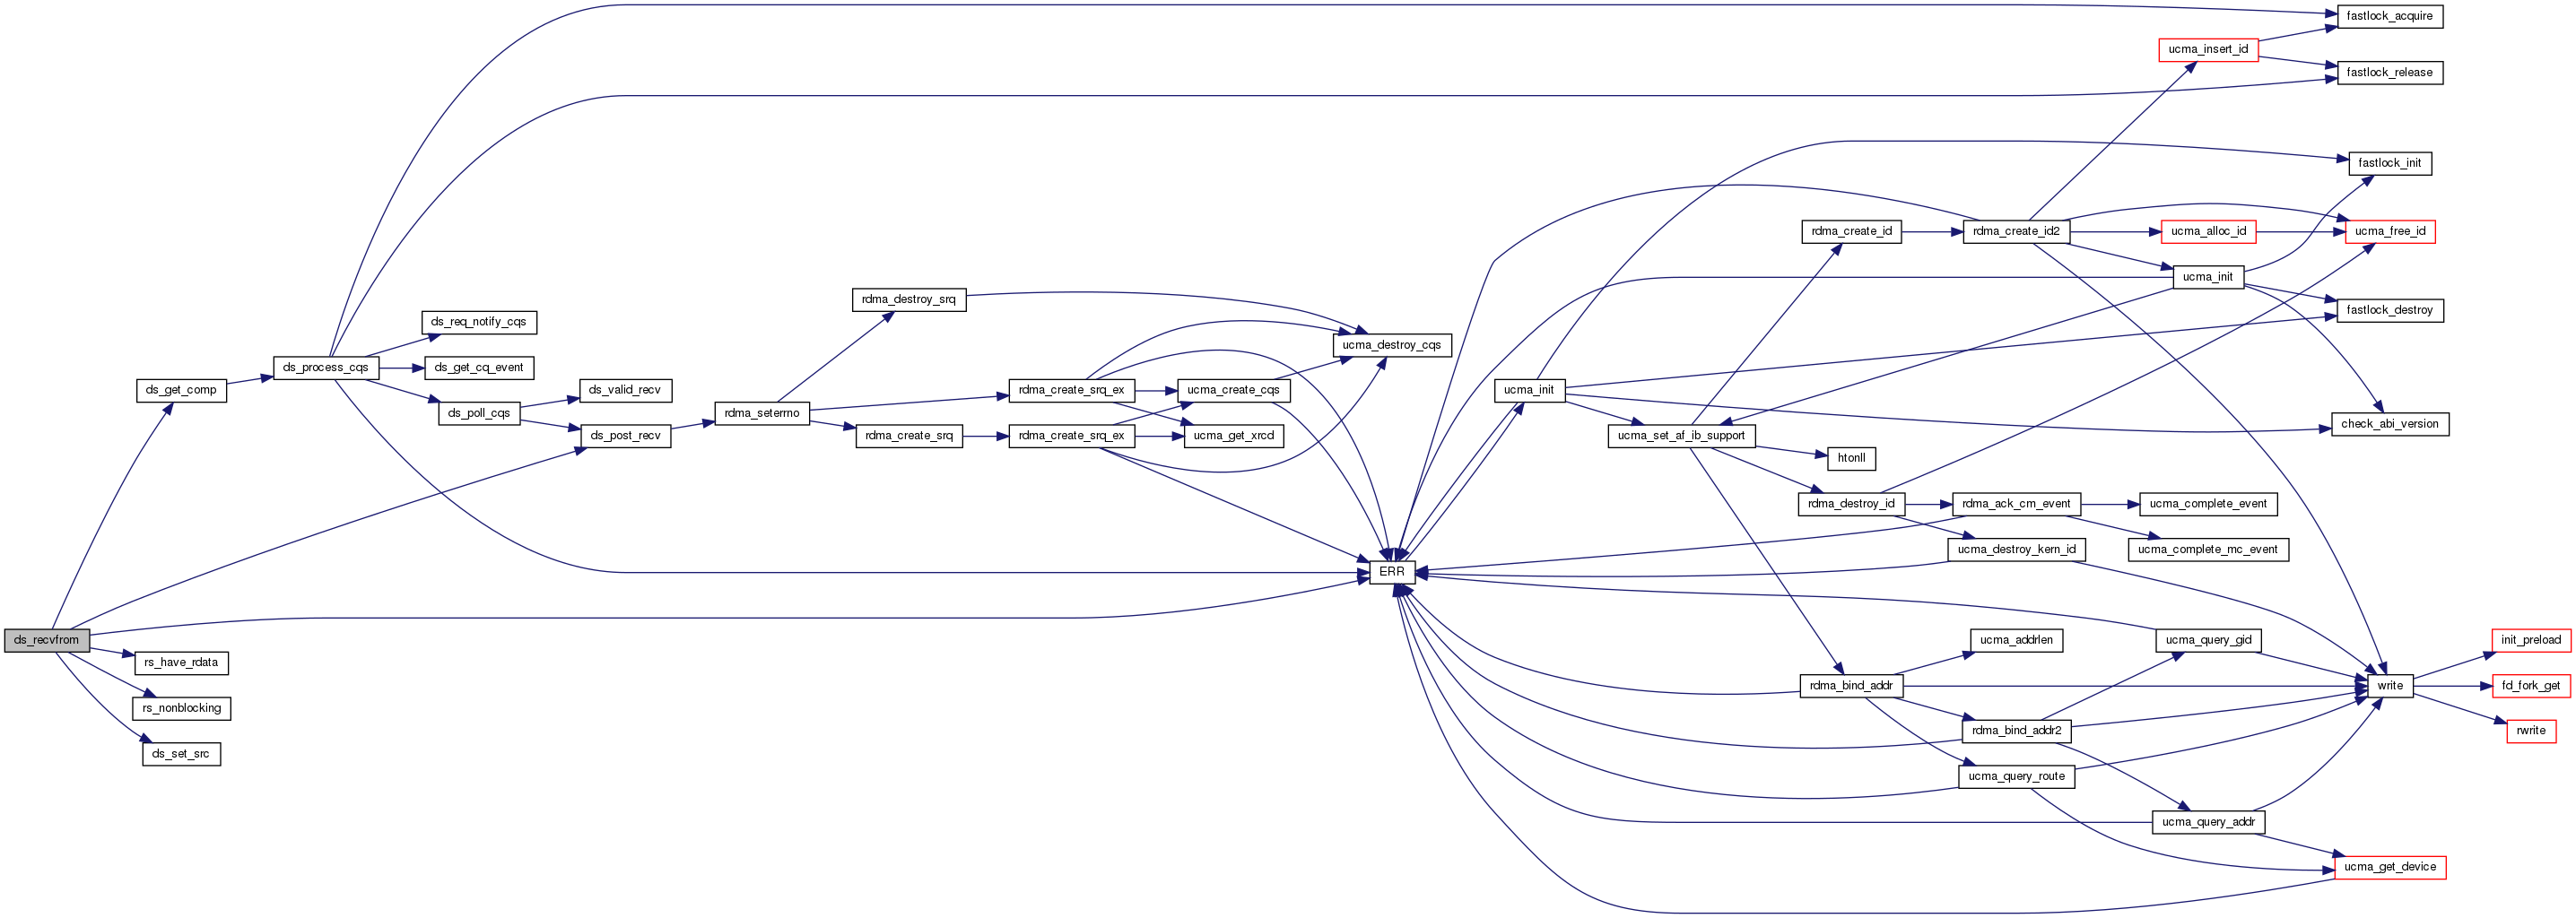 ds_recvfrom
ds_get_comp
ds_process_cqs
fastlock_acquire
fastlock_release
ds_req_notify_cqs
ds_get_cq_event
ds_poll_cqs
ds_valid_recv
ds_post_recv
rdma_seterrno
rdma_destroy_srq
rdma_create_srq
rdma_create_srq_ex
rdma_create_srq_ex
ucma_destroy_cqs
ucma_create_cqs
ucma_get_xrcd
ERR
ucma_init
ucma_set_af_ib_support
rdma_create_id
rdma_create_id2
ucma_insert_id
fastlock_init
ucma_alloc_id
ucma_free_id
ucma_init
fastlock_destroy
check_abi_version
htonll
rdma_destroy_id
rdma_ack_cm_event
ucma_complete_event
ucma_complete_mc_event
ucma_destroy_kern_id
rdma_bind_addr
ucma_addrlen
rdma_bind_addr2
ucma_query_gid
ucma_query_route
ucma_query_addr
ucma_get_device
write
init_preload
fd_fork_get
rwrite
rs_have_rdata
rs_nonblocking
ds_set_src